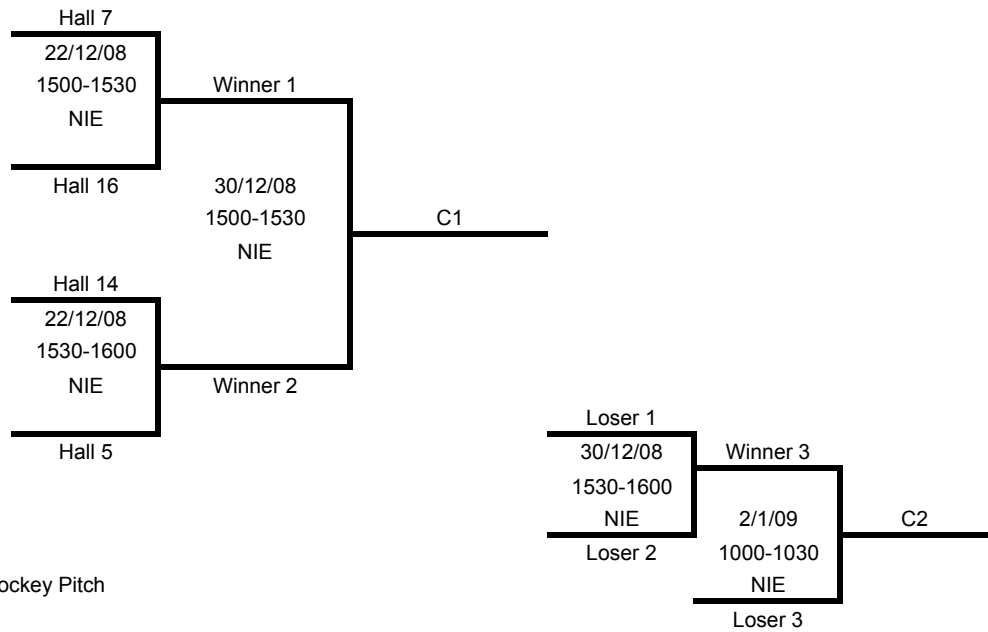 Hall 7
22/12/08
1500-1530
NIE
Winner 1
Hall 16
30/12/08
1500-1530
NIE
C1
Hall 14
22/12/08
1530-1600
NIE
Winner 2
Hall 5
Loser 1
30/12/08
1530-1600
NIE
Loser 2
Winner 3
2/1/09
1000-1030
NIE
Loser 3
C2
ockey Pitch